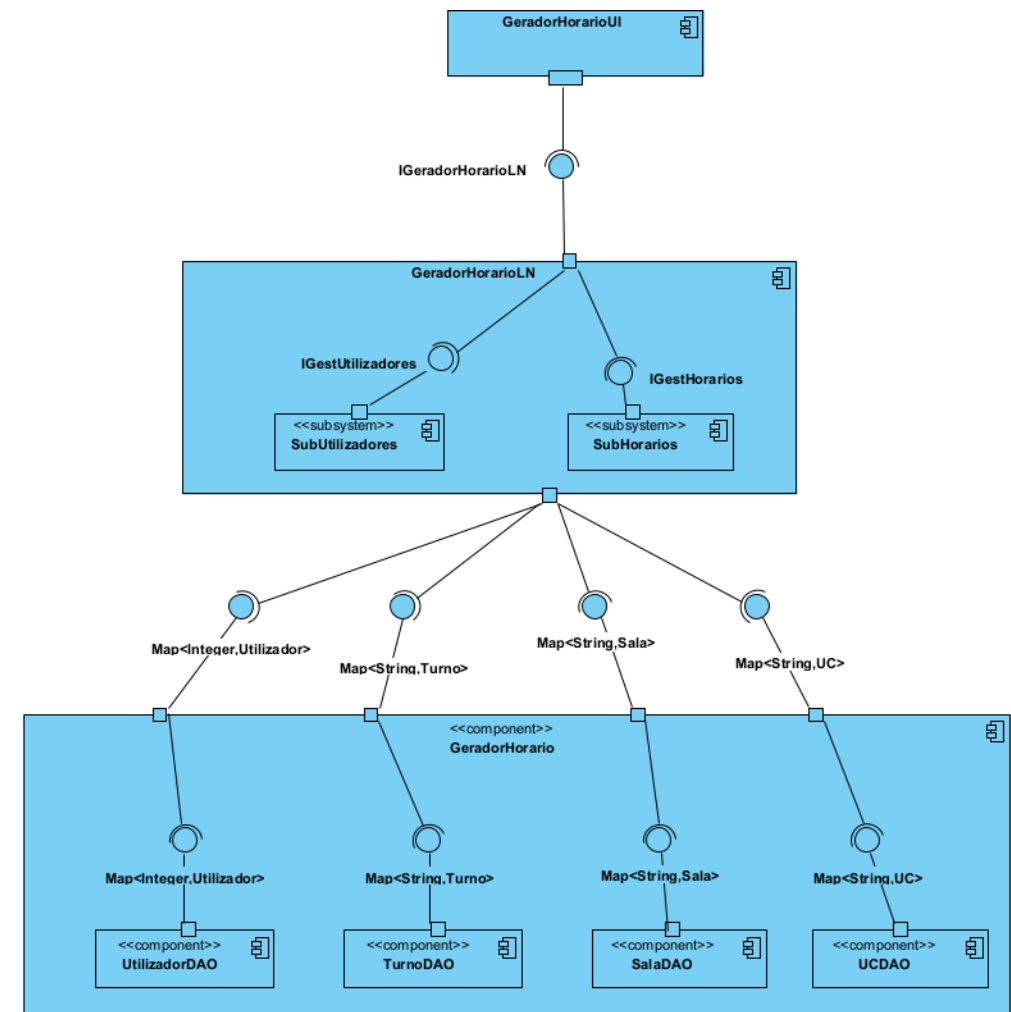 GeradorHorarioUI
IGeradorHorarioLN
GeradorHorarioLN
IGestUtilizadores
IGestHorarios
<<subsystem>>
SubUtilizadores
<<subsystem>>
SubHorarios
Map<Integer,Utilizador>
Map<String,Turno>
Map<String,Sala>
Map<String,UC>
<<component>>
GeradorHorario
Map<Integer,Utilizador>
Map<String,Turno>
Map<String,Sala>
Map<String,UC>
<<component>>
UtilizadorDAO
<<component>>
TurnoDAO
<<component>>
SalaDAO
<<component>>
UCDAO